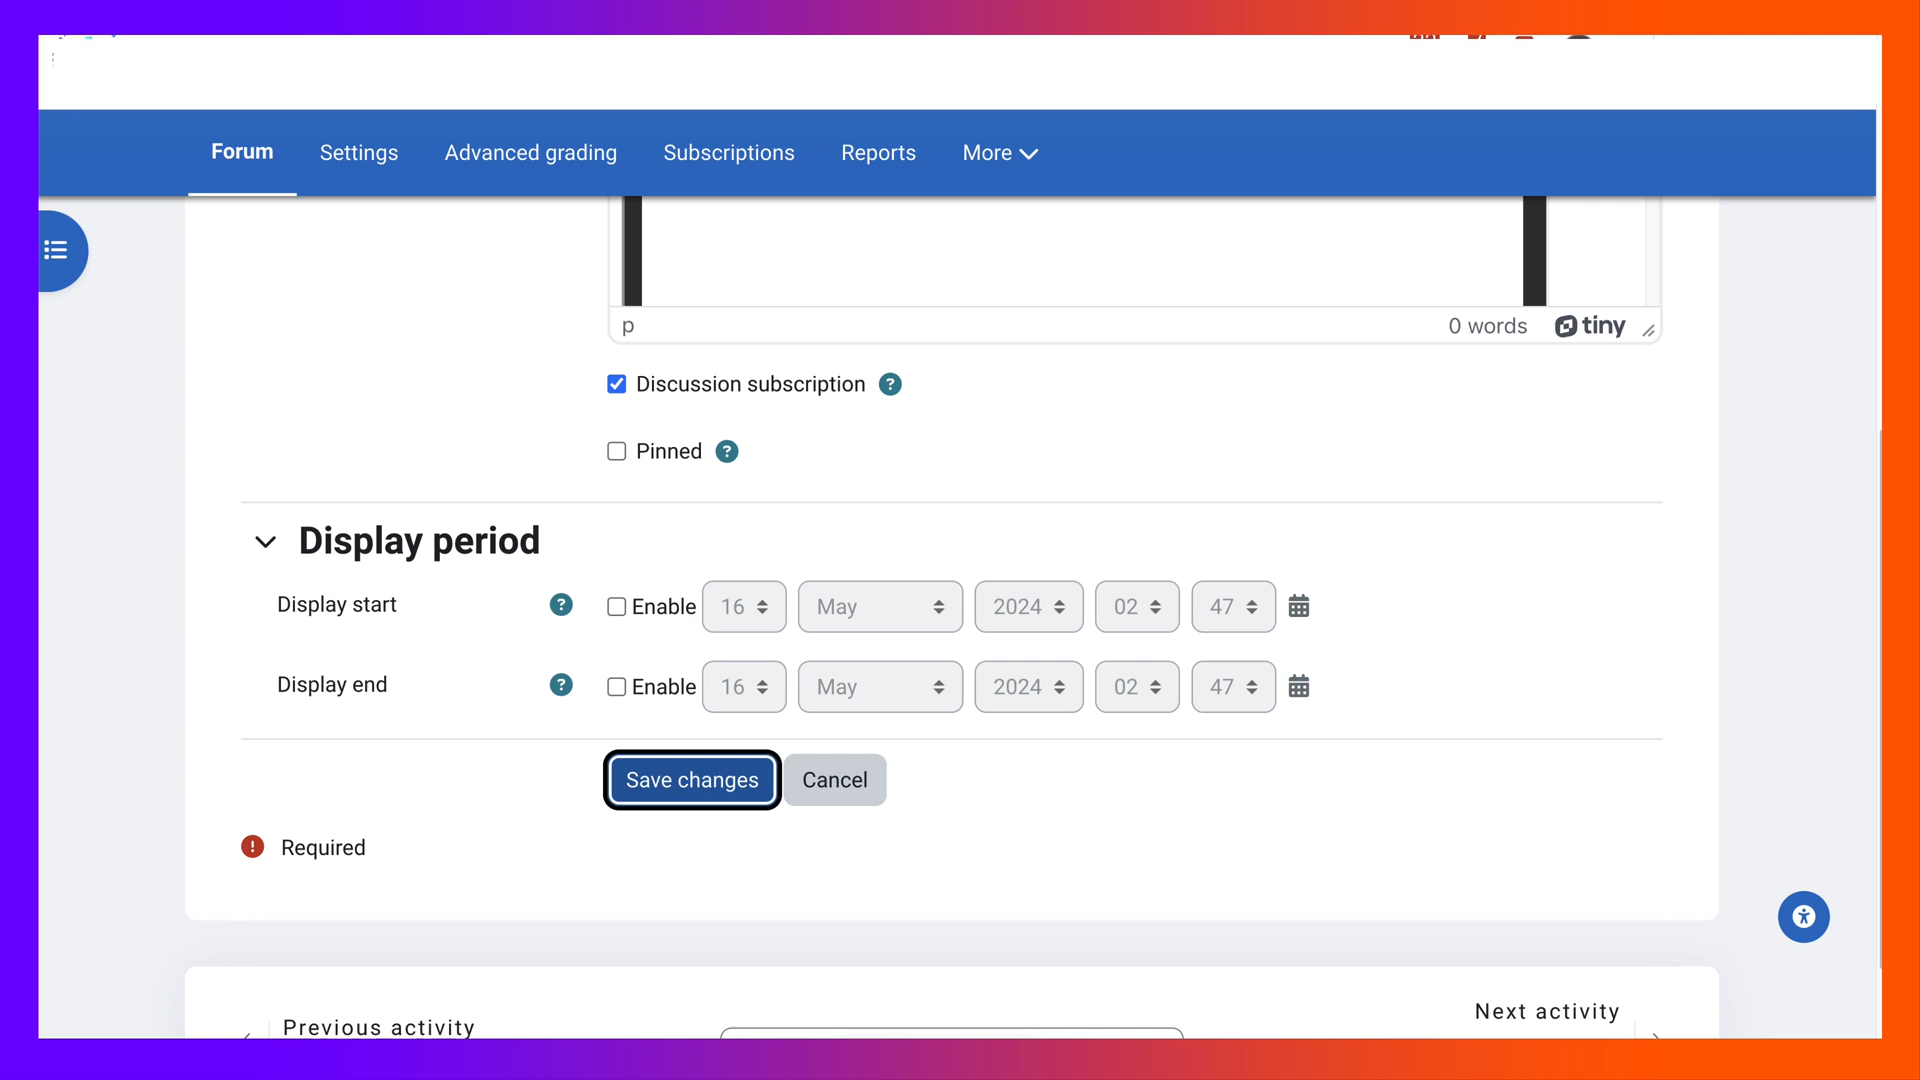 Forum Settings Advanced grading Subscriptions Reports More
p 0 words tiny
Discussion subscription ?
Pinned ?
Display period
Display start ? Enable 16 May 2024 02 47
Display end ? Enable 16 May 2024 02 47
Save changes Cancel
! Required
Next activity
Previous activity